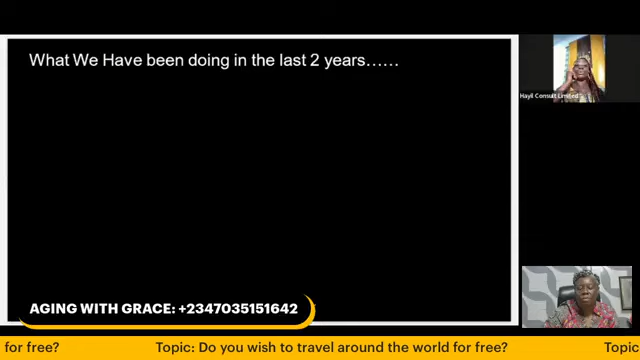 What We Have been doing in the last 2 years......
Hayil Consult Limited
AGING WITH GRACE: +2347035151642
for free?
Topic: Do you wish to travel around the world for free?
Topic